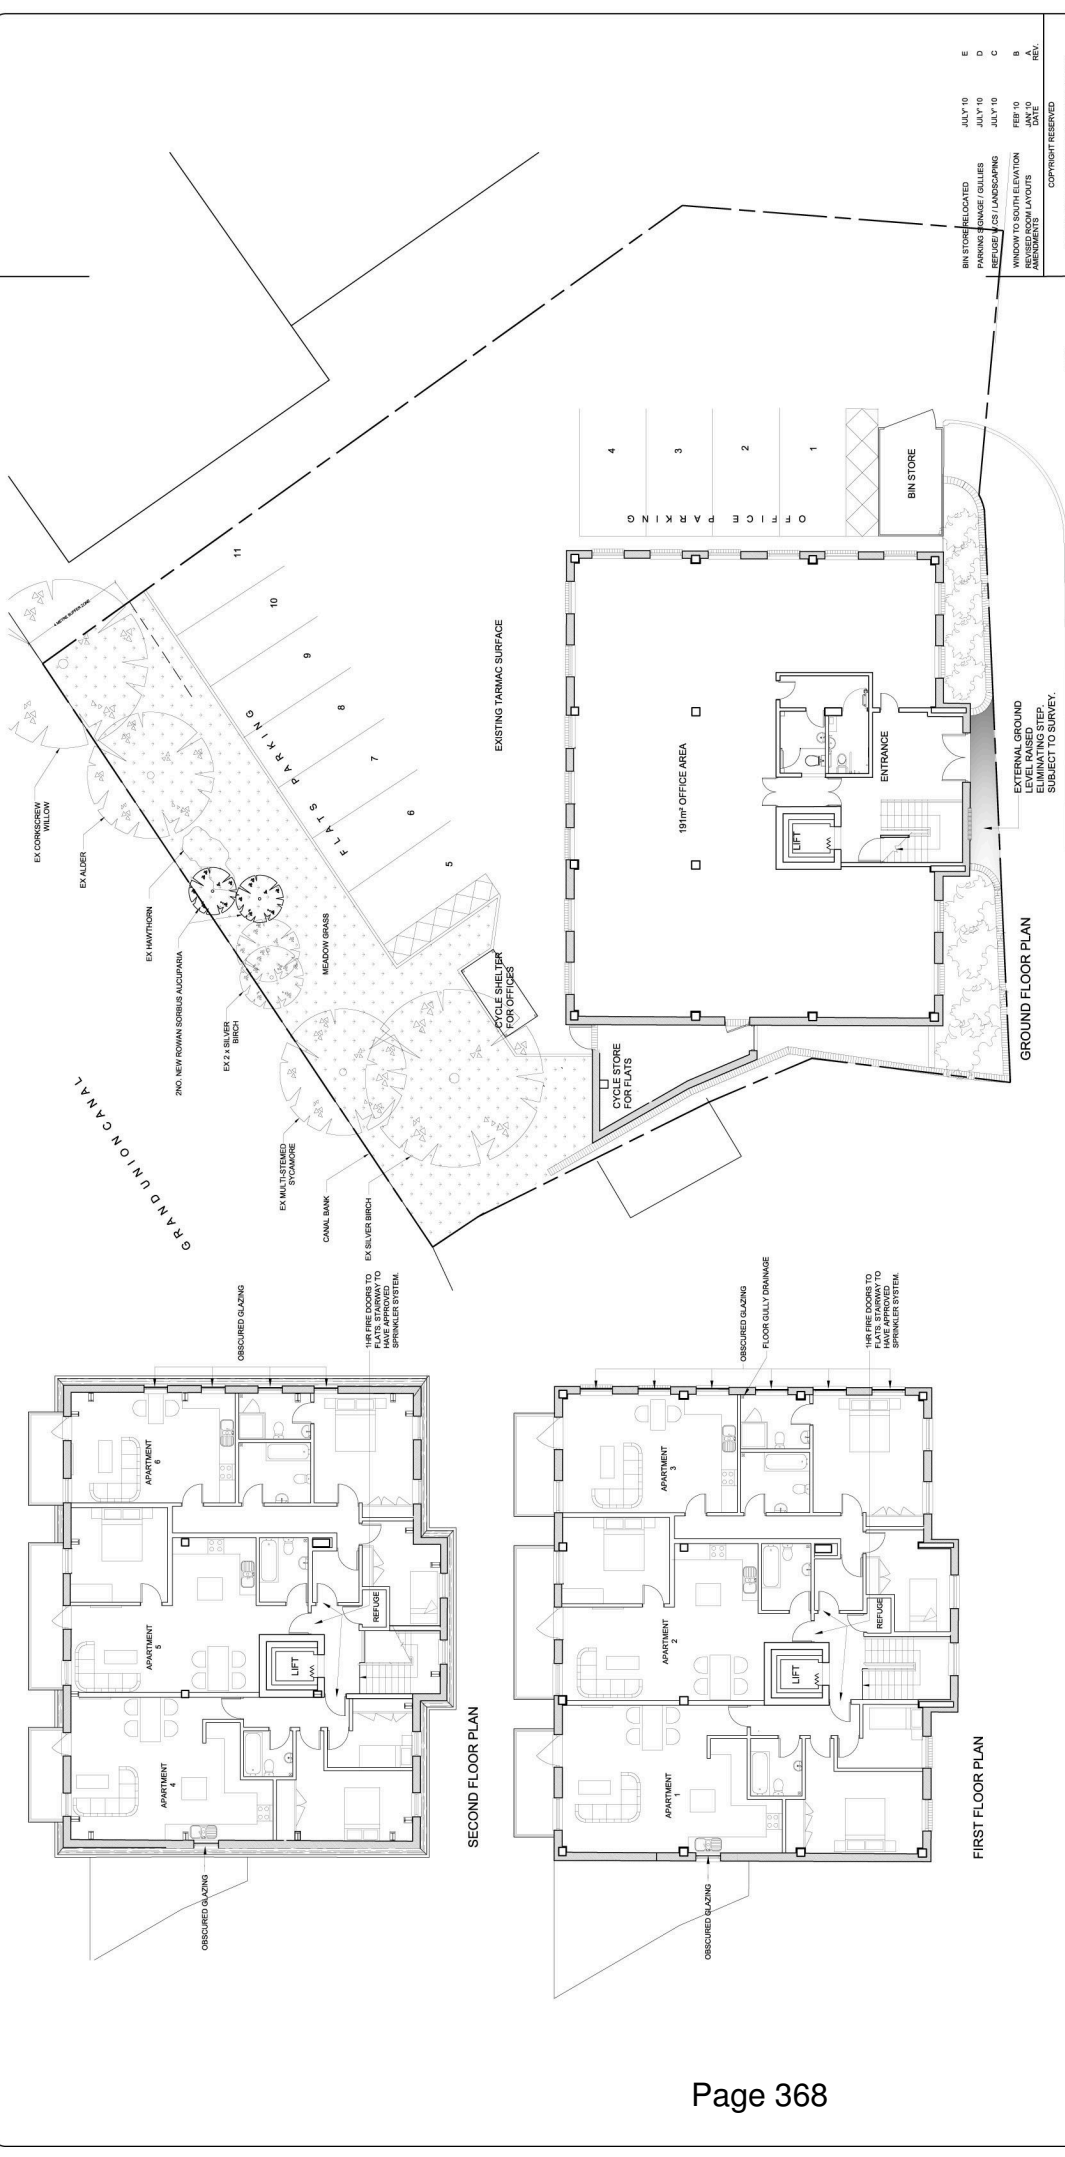 BIN STORE RELOCATED JULY'10 E
PARKING SIGNAGE / GULLIES JULY'10 D
REFUGE/ W.CS / LANDSCAPING JULY'10 C
WINDOW TO SOUTH ELEVATION FEB' 10 B
REVISED ROOM LAYOUTS JAN' 10 A
AMENDMENTS DATE REV.
COPYRIGHT RESERVED
GRAND UNION CANAL
4 METRE BUFFER ZONE
EX CORKSCREW
WILLOW
EX ALDER
EX HAWTHORN
2NO. NEW ROWAN SORBUS AUCUPARIA
EX 2 x SILVER
BIRCH
EX MULTI-STEMED
SYCAMORE
CANAL BANK
EX SILVER BIRCH
MEADOW GRASS
FLATS PARKING
5
6
7
8
9
10
11
EXISTING TARMAC SURFACE
CYCLE SHELTER
FOR OFFICES
CYCLE STORE
FOR FLATS
OFFICE PARKING
4
3
2
1
BIN STORE
191m² OFFICE AREA
LIFT
ENTRANCE
EXTERNAL GROUND
LEVEL RAISED
ELIMINATING STEP.
SUBJECT TO SURVEY.
GROUND FLOOR PLAN
OBSCURED GLAZING
1HR FIRE DOORS TO
FLATS. STAIRWAY TO
HAVE APPROVED
SPRINKLER SYSTEM.
APARTMENT
6
APARTMENT
5
APARTMENT
4
LIFT
REFUGE
OBSCURED GLAZING
SECOND FLOOR PLAN
OBSCURED GLAZING
FLOOR GULLY DRAINAGE
1HR FIRE DOORS TO
FLATS. STAIRWAY TO
HAVE APPROVED
SPRINKLER SYSTEM.
APARTMENT
3
APARTMENT
2
APARTMENT
1
LIFT
REFUGE
OBSCURED GLAZING
FIRST FLOOR PLAN
Page 368